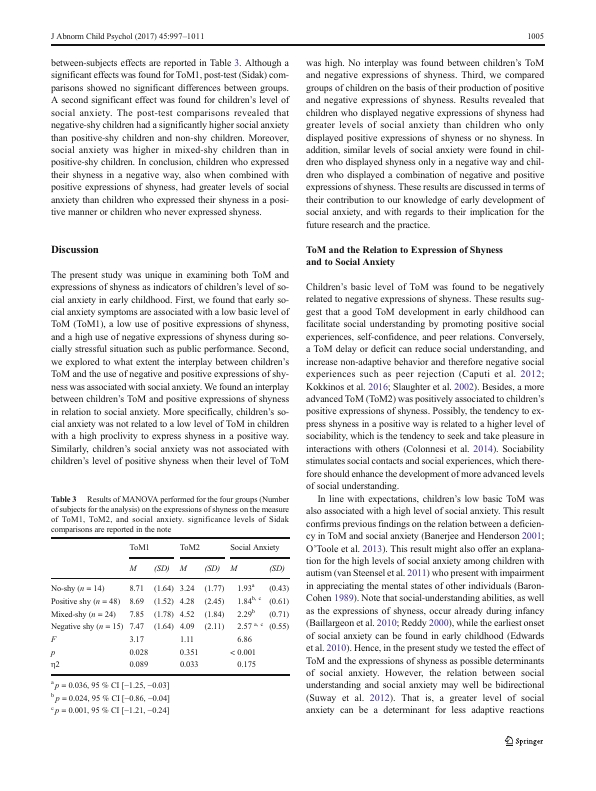 J Abnorm Child Psychol (2017) 45:997–1011
1005
between-subjects effects are reported in Table 3. Although a
significant effects was found for ToM1, post-test (Sidak) com-
parisons showed no significant differences between groups.
A second significant effect was found for children's level of
social anxiety. The post-test comparisons revealed that
negative-shy children had a significantly higher social anxiety
than positive-shy children and non-shy children. Moreover,
social anxiety was higher in mixed-shy children than in
positive-shy children. In conclusion, children who expressed
their shyness in a negative way, also when combined with
positive expressions of shyness, had greater levels of social
anxiety than children who expressed their shyness in a posi-
tive manner or children who never expressed shyness.
Discussion
The present study was unique in examining both ToM and
expressions of shyness as indicators of children's level of so-
cial anxiety in early childhood. First, we found that early so-
cial anxiety symptoms are associated with a low basic level of
ToM (ToM1), a low use of positive expressions of shyness,
and a high use of negative expressions of shyness during so-
cially stressful situation such as public performance. Second,
we explored to what extent the interplay between children's
ToM and the use of negative and positive expressions of shy-
ness was associated with social anxiety. We found an interplay
between children's ToM and positive expressions of shyness
in relation to social anxiety. More specifically, children's so-
cial anxiety was not related to a low level of ToM in children
with a high proclivity to express shyness in a positive way.
Similarly, children's social anxiety was not associated with
children's level of positive shyness when their level of ToM
Table 3 Results of MANOVA performed for the four groups (Number
of subjects for the analysis) on the expressions of shyness on the measure
of ToM1, ToM2, and social anxiety. significance levels of Sidak
comparisons are reported in the note
ToM1 ToM2 Social Anxiety
M (SD) M (SD) M (SD)
No-shy (n = 14) 8.71 (1.64) 3.24 (1.77) 1.93a (0.43)
Positive shy (n = 48) 8.69 (1.52) 4.28 (2.45) 1.84b, c (0.61)
Mixed-shy (n = 24) 7.85 (1.78) 4.52 (1.84) 2.29b (0.71)
Negative shy (n = 15) 7.47 (1.64) 4.09 (2.11) 2.57 a, c (0.55)
F 3.17 1.11 6.86
p 0.028 0.351 < 0.001
η2 0.089 0.033 0.175
a p = 0.036, 95 % CI [−1.25, −0.03]
b p = 0.024, 95 % CI [−0.86, −0.04]
c p = 0.001, 95 % CI [−1.21, −0.24]
was high. No interplay was found between children's ToM
and negative expressions of shyness. Third, we compared
groups of children on the basis of their production of positive
and negative expressions of shyness. Results revealed that
children who displayed negative expressions of shyness had
greater levels of social anxiety than children who only
displayed positive expressions of shyness or no shyness. In
addition, similar levels of social anxiety were found in chil-
dren who displayed shyness only in a negative way and chil-
dren who displayed a combination of negative and positive
expressions of shyness. These results are discussed in terms of
their contribution to our knowledge of early development of
social anxiety, and with regards to their implication for the
future research and the practice.
ToM and the Relation to Expression of Shyness
and to Social Anxiety
Children's basic level of ToM was found to be negatively
related to negative expressions of shyness. These results sug-
gest that a good ToM development in early childhood can
facilitate social understanding by promoting positive social
experiences, self-confidence, and peer relations. Conversely,
a ToM delay or deficit can reduce social understanding, and
increase non-adaptive behavior and therefore negative social
experiences such as peer rejection (Caputi et al. 2012;
Kokkinos et al. 2016; Slaughter et al. 2002). Besides, a more
advanced ToM (ToM2) was positively associated to children's
positive expressions of shyness. Possibly, the tendency to ex-
press shyness in a positive way is related to a higher level of
sociability, which is the tendency to seek and take pleasure in
interactions with others (Colonnesi et al. 2014). Sociability
stimulates social contacts and social experiences, which there-
fore should enhance the development of more advanced levels
of social understanding.
In line with expectations, children's low basic ToM was
also associated with a high level of social anxiety. This result
confirms previous findings on the relation between a deficien-
cy in ToM and social anxiety (Banerjee and Henderson 2001;
O'Toole et al. 2013). This result might also offer an explana-
tion for the high levels of social anxiety among children with
autism (van Steensel et al. 2011) who present with impairment
in appreciating the mental states of other individuals (Baron-
Cohen 1989). Note that social-understanding abilities, as well
as the expressions of shyness, occur already during infancy
(Baillargeon et al. 2010; Reddy 2000), while the earliest onset
of social anxiety can be found in early childhood (Edwards
et al. 2010). Hence, in the present study we tested the effect of
ToM and the expressions of shyness as possible determinants
of social anxiety. However, the relation between social
understanding and social anxiety may well be bidirectional
(Suway et al. 2012). That is, a greater level of social
anxiety can be a determinant for less adaptive reactions
Springer